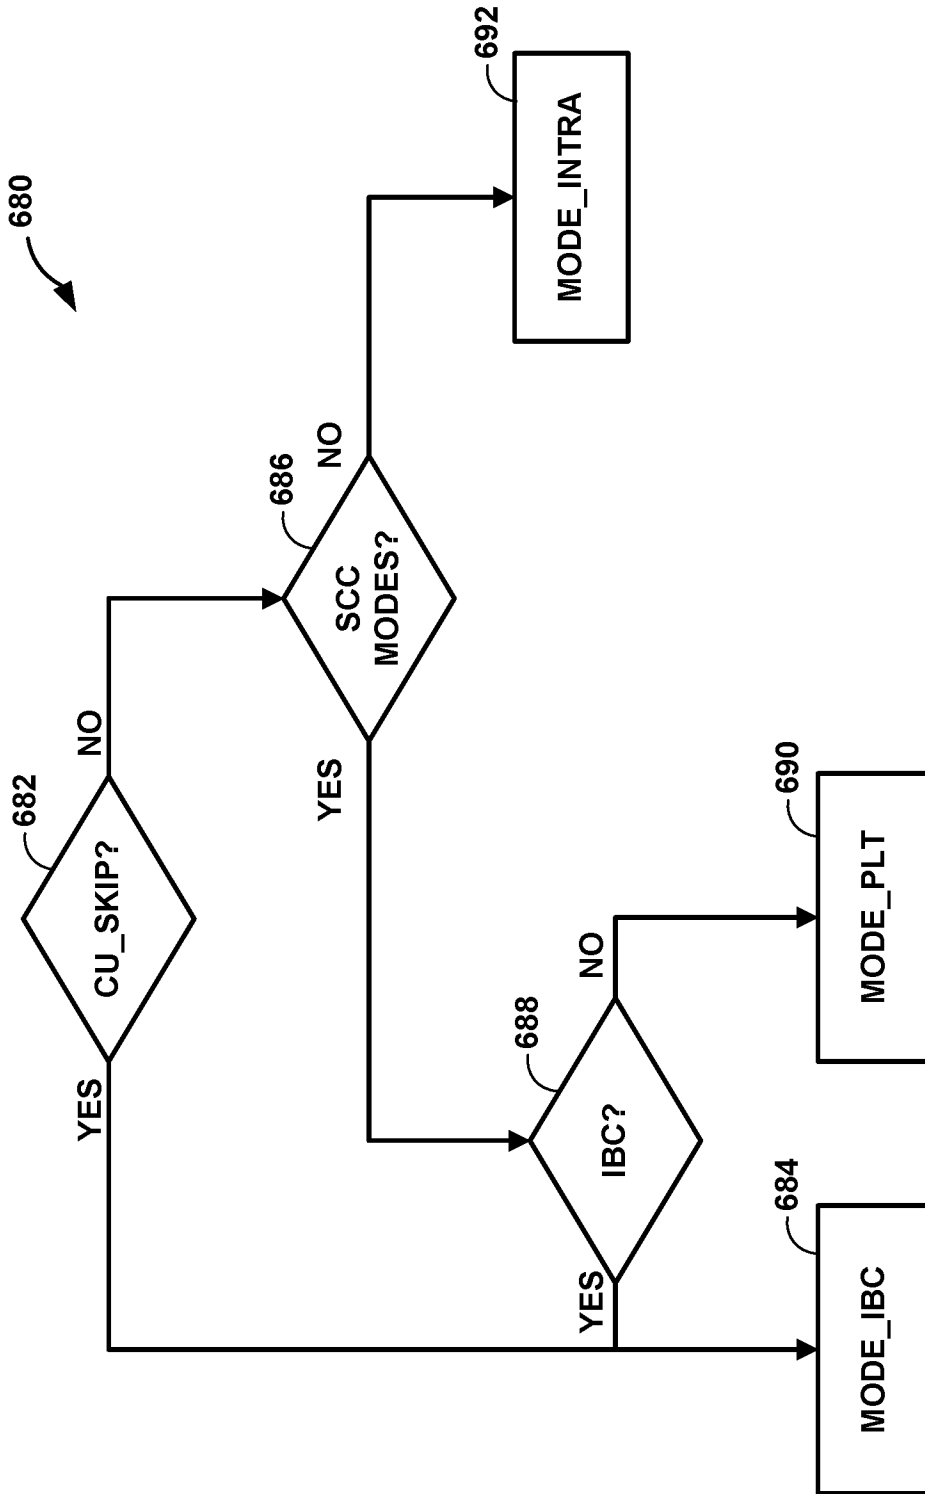 680
682
CU_SKIP?
YES
NO
686
SCC
MODES?
YES
NO
688
IBC?
YES
NO
692
MODE_INTRA
684
MODE_IBC
690
MODE_PLT